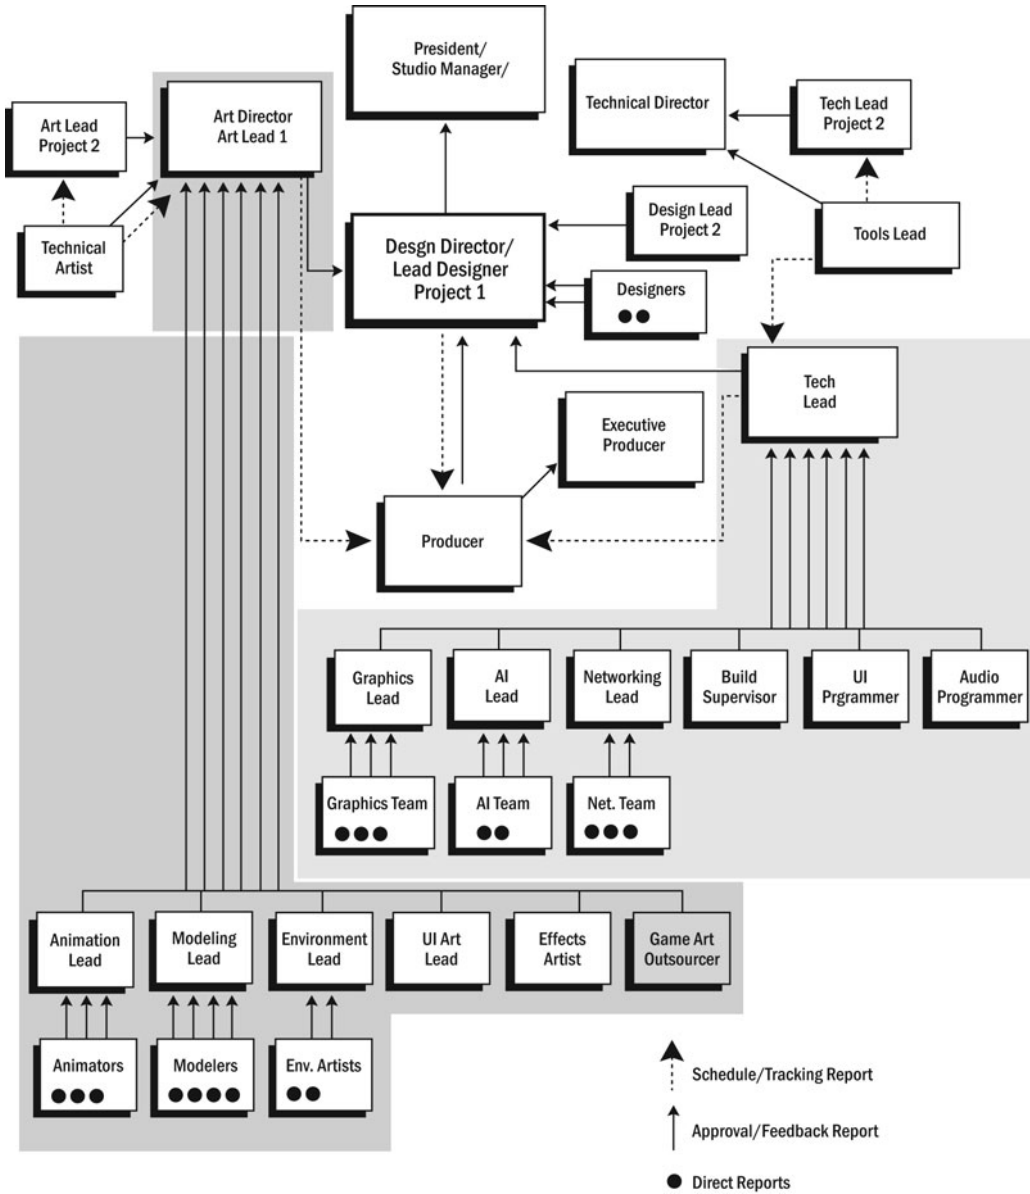 President/
Studio Manager/
Art Director
Art Lead 1
Technical Director
Tech Lead
Project 2
Art Lead
Project 2
Technical
Artist
Desgn Director/
Lead Designer
Project 1
Design Lead
Project 2
Tools Lead
Designers
Tech
Lead
Executive
Producer
Producer
Graphics
Lead
AI
Lead
Networking
Lead
Build
Supervisor
UI
Prgrammer
Audio
Programmer
Graphics Team
AI Team
Net. Team
Animation
Lead
Modeling
Lead
Environment
Lead
UI Art
Lead
Effects
Artist
Game Art
Outsourcer
Animators
Modelers
Env. Artists
Schedule/Tracking Report
Approval/Feedback Report
Direct Reports